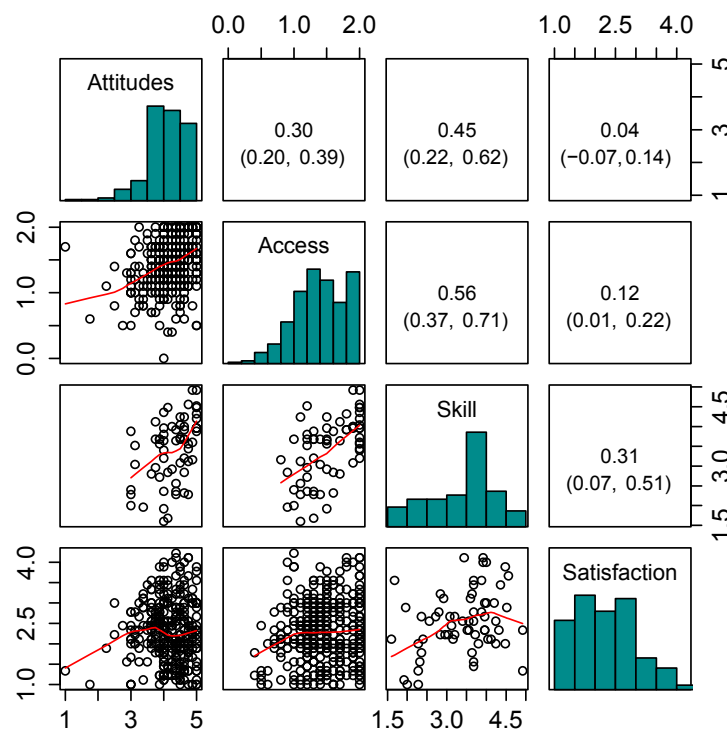 0.0 1.0 2.0
1.0 2.5 4.0
Attitudes
0.30
(0.20, 0.39)
0.45
(0.22, 0.62)
0.04
(−0.07, 0.14)
1 3 5
0.0 1.0 2.0
Access
0.56
(0.37, 0.71)
0.12
(0.01, 0.22)
Skill
0.31
(0.07, 0.51)
1.5 3.0 4.5
1.0 2.5 4.0
Satisfaction
1 3 5
1.5 3.0 4.5